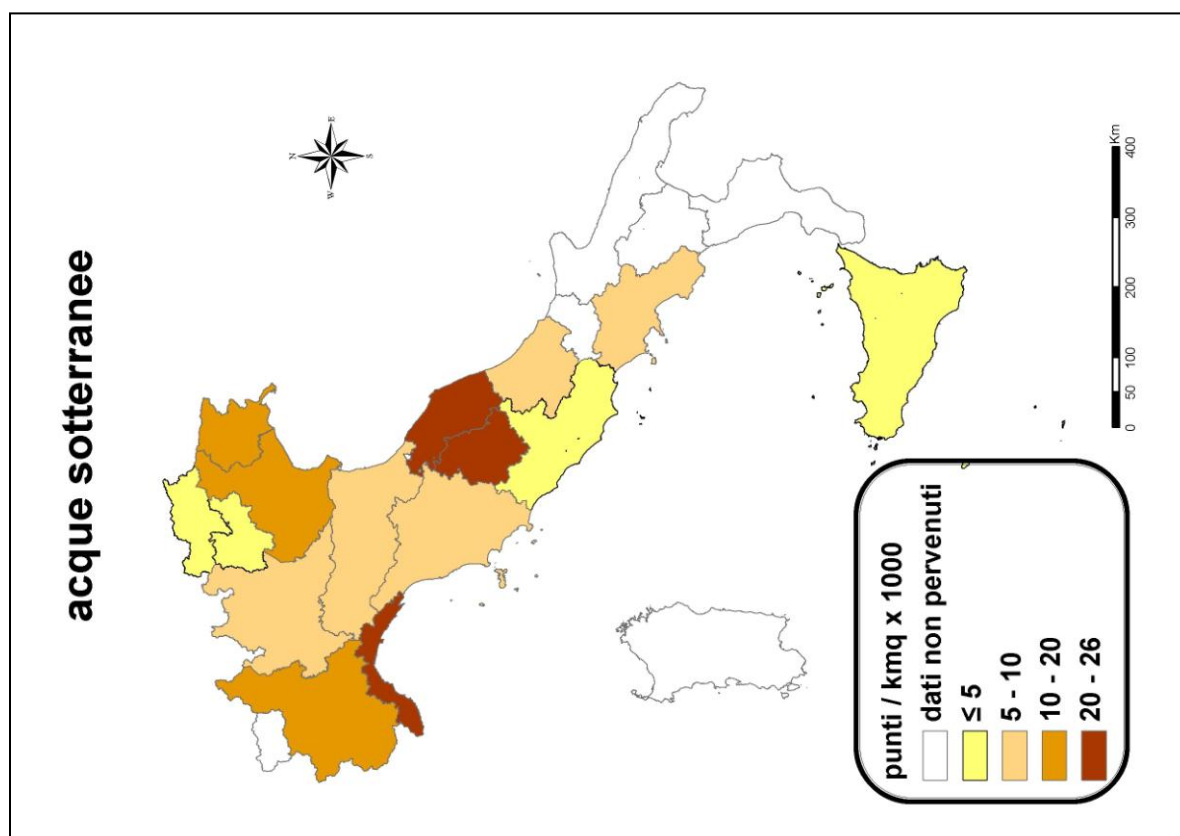 acque sotterranee
N
W E
S
punti / kmq x 1000
dati non pervenuti
≤ 5
5 - 10
10 - 20
20 - 26
0 50 100 200 300 400
Km